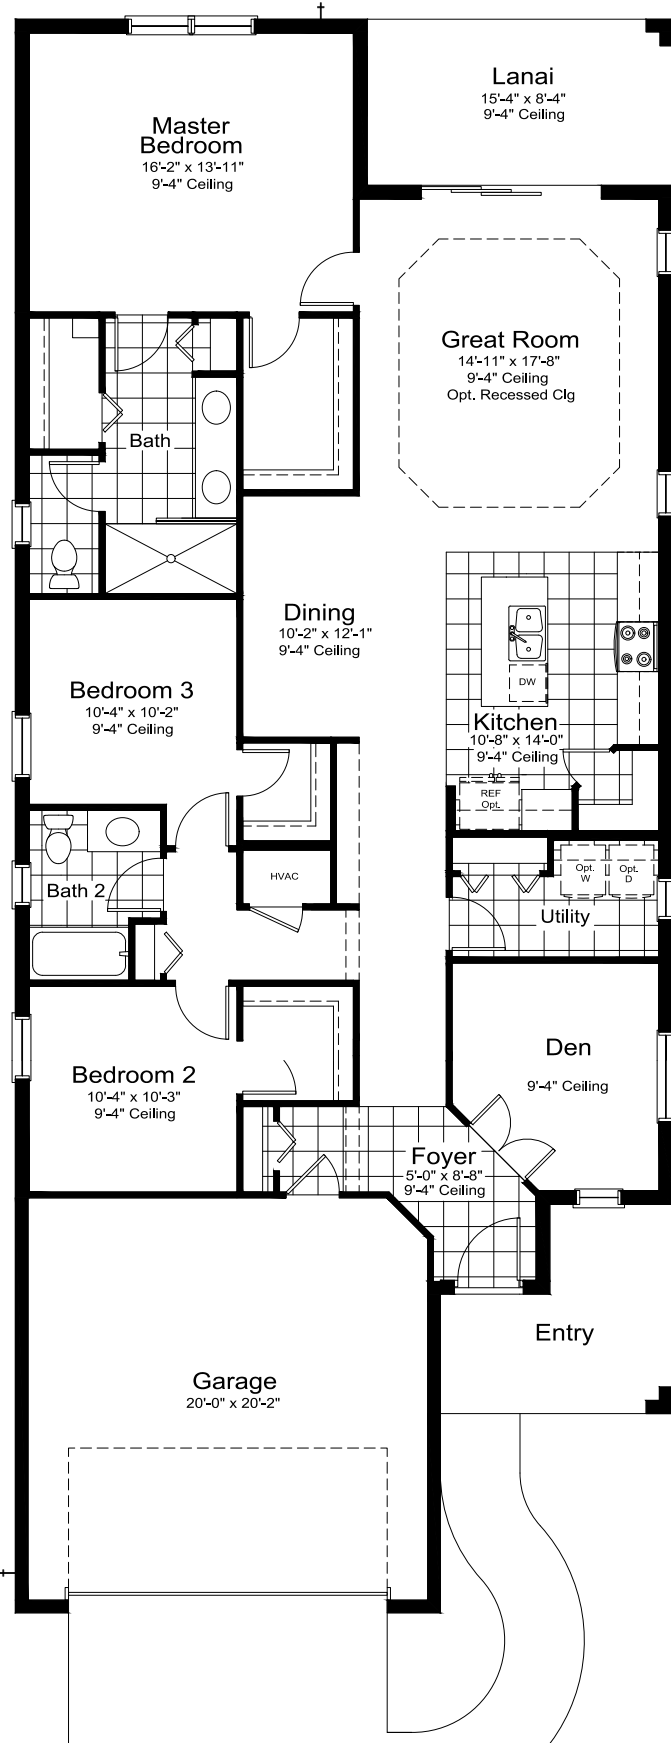 Lanai
15'-4" x 8'-4"
9'-4" Ceiling
Master
Bedroom
16'-2" x 13'-11"
9'-4" Ceiling
Great Room
14'-11" x 17'-8"
9'-4" Ceiling
Opt. Recessed Clg
Bath
Dining
10'-2" x 12'-1"
9'-4" Ceiling
DW
Bedroom 3
10'-4" x 10'-2"
9'-4" Ceiling
Kitchen
10'-8" x 14'-0"
9'-4" Ceiling
REF
Opt.
Bath 2
HVAC
Opt.
W
Opt.
D
Utility
Den
9'-4" Ceiling
Bedroom 2
10'-4" x 10'-3"
9'-4" Ceiling
Foyer
5'-0" x 8'-8"
9'-4" Ceiling
Entry
Garage
20'-0" x 20'-2"